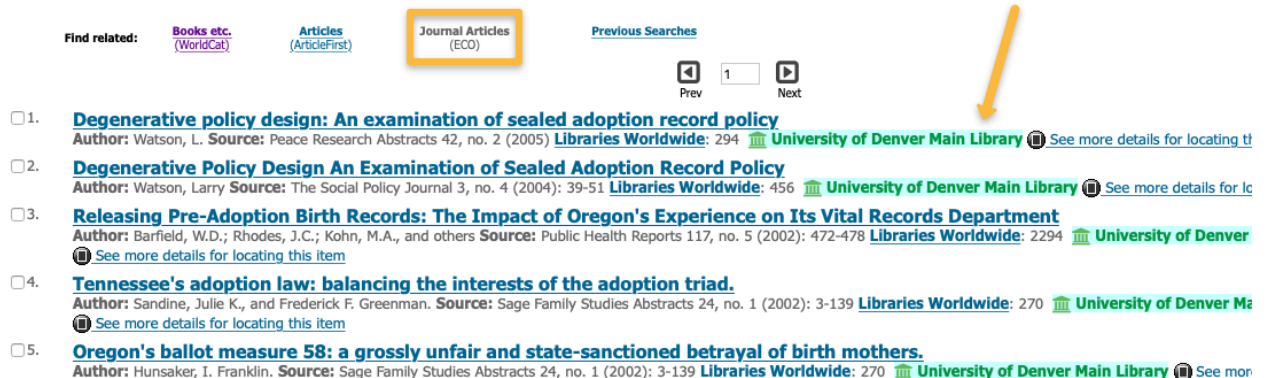 Find related: Books etc. Articles Journal Articles Previous Searches
(WorldCat) (ArticleFirst) (ECO)
1
Prev Next
1. Degenerative policy design: An examination of sealed adoption record policy
Author: Watson, L. Source: Peace Research Abstracts 42, no. 2 (2005) Libraries Worldwide: 294 University of Denver Main Library See more details for locating th
2. Degenerative Policy Design An Examination of Sealed Adoption Record Policy
Author: Watson, Larry Source: The Social Policy Journal 3, no. 4 (2004): 39-51 Libraries Worldwide: 456 University of Denver Main Library See more details for lo
3. Releasing Pre-Adoption Birth Records: The Impact of Oregon's Experience on Its Vital Records Department
Author: Barfield, W.D.; Rhodes, J.C.; Kohn, M.A., and others Source: Public Health Reports 117, no. 5 (2002): 472-478 Libraries Worldwide: 2294 University of Denver
See more details for locating this item
4. Tennessee's adoption law: balancing the interests of the adoption triad.
Author: Sandine, Julie K., and Frederick F. Greenman. Source: Sage Family Studies Abstracts 24, no. 1 (2002): 3-139 Libraries Worldwide: 270 University of Denver Ma
See more details for locating this item
5. Oregon's ballot measure 58: a grossly unfair and state-sanctioned betrayal of birth mothers.
Author: Hunsaker, I. Franklin. Source: Sage Family Studies Abstracts 24, no. 1 (2002): 3-139 Libraries Worldwide: 270 University of Denver Main Library See mor